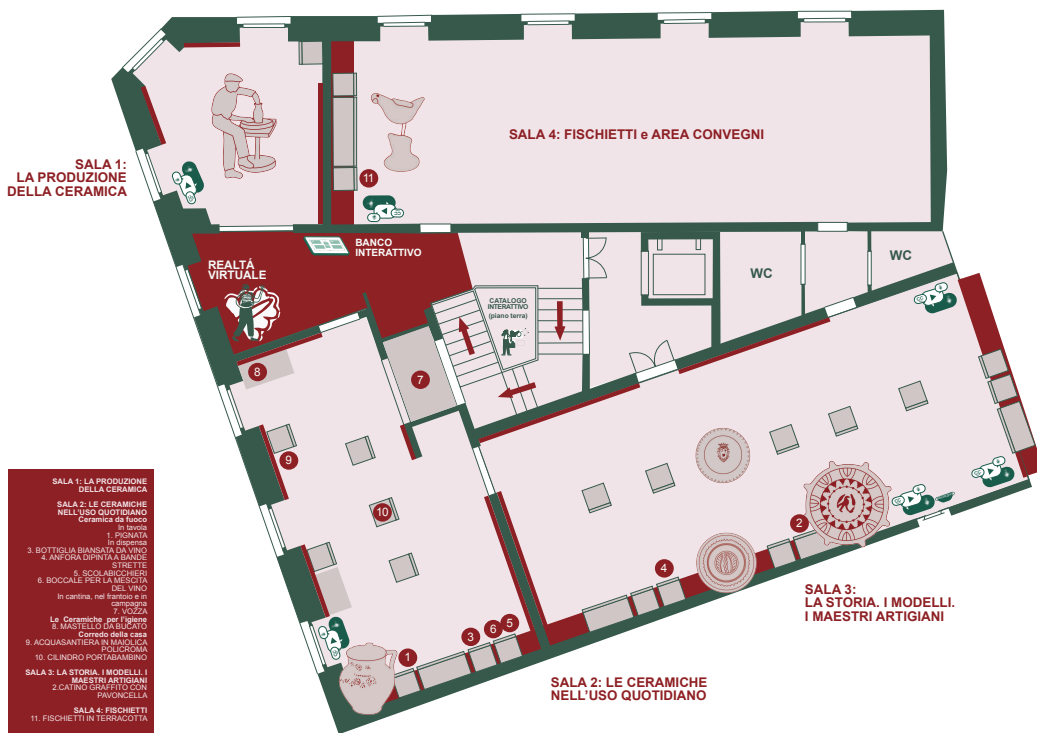 SALA 1:
LA PRODUZIONE
DELLA CERAMICA
SALA 4: FISCHIETTI e AREA CONVEGNI
11
BANCO
INTERATTIVO
REALTÁ
VIRTUALE
CATALOGO
INTERATTIVO
(piano terra)
WC
WC
8
7
9
10
2
4
3
6
5
1
SALA 3:
LA STORIA. I MODELLI.
I MAESTRI ARTIGIANI
SALA 2: LE CERAMICHE
NELL'USO QUOTIDIANO
SALA 1: LA PRODUZIONE
DELLA CERAMICA
SALA 2: LE CERAMICHE
NELL'USO QUOTIDIANO
Ceramica da fuoco
In tavola
1. PIGNATA
In dispensa
3. BOTTIGLIA BIANSATA DA VINO
4. ANFORA DIPINTA A BANDE
STRETTE
5. SCOLABICCHIERI
6. BOCCALE PER LA MESCITA
DEL VINO
In cantina, nel frantoio e in
campagna
7. VOZZA
Le Ceramiche per l'igiene
8. MASTELLO DA BUCATO
Corredo della casa
9. ACQUASANTIERA IN MAIOLICA
POLICROMA
10. CILINDRO PORTABAMBINO
SALA 3: LA STORIA. I MODELLI. I
MAESTRI ARTIGIANI
2.CATINO GRAFFITO CON
PAVONCELLA
SALA 4: FISCHIETTI
11. FISCHIETTI IN TERRACOTTA